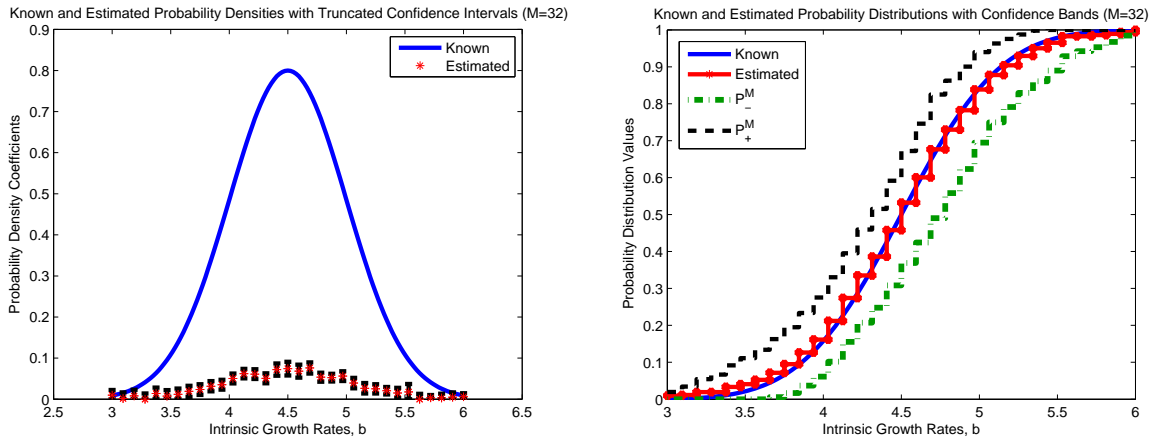 Known and Estimated Probability Densities with Truncated Confidence Intervals (M=32)
0.9
0.8
0.7
0.6
0.5
0.4
0.3
0.2
0.1
0
Probability Density Coefficients
Known
Estimated
2.5 3 3.5 4 4.5 5 5.5 6 6.5
Intrinsic Growth Rates, b
Known and Estimated Probability Distributions with Confidence Bands (M=32)
1
0.9
0.8
0.7
0.6
0.5
0.4
0.3
0.2
0.1
0
Probability Distribution Values
Known
Estimated
P_-^M
P_+^M
3 3.5 4 4.5 5 5.5 6
Intrinsic Growth Rates, b